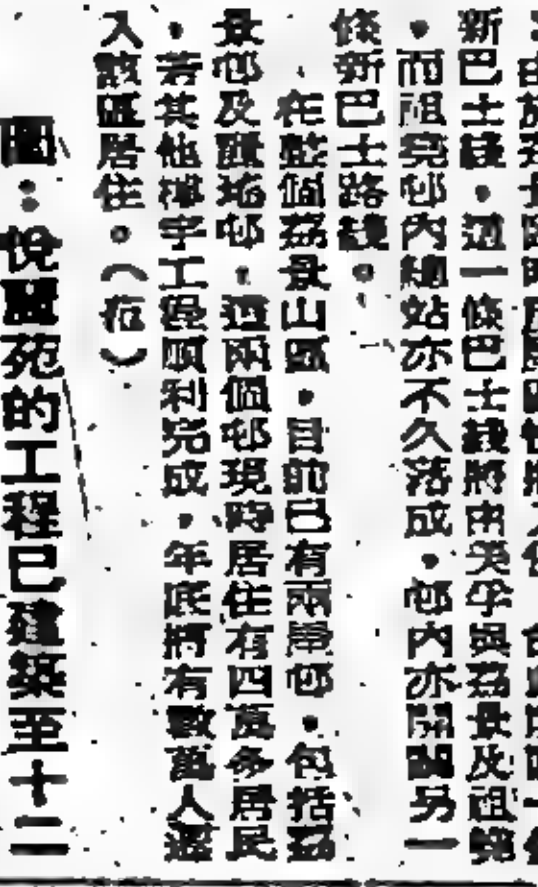 新巴士綫。這一條巴士綫將由美孚與荔景及祖堯
。而祖堯邨內總站亦不久落成。邨內亦開闢另一
條新巴士路綫。
在整個荔景山區。目前已有兩屋邨。包括荔
景邨及麗瑤邨。這兩個邨現時居住有四萬多居民
。若其他樓宇工程順利完成。年底將有數萬人遷
入該區居住。（茹）
圖：悅麗苑的工程已建築至十二